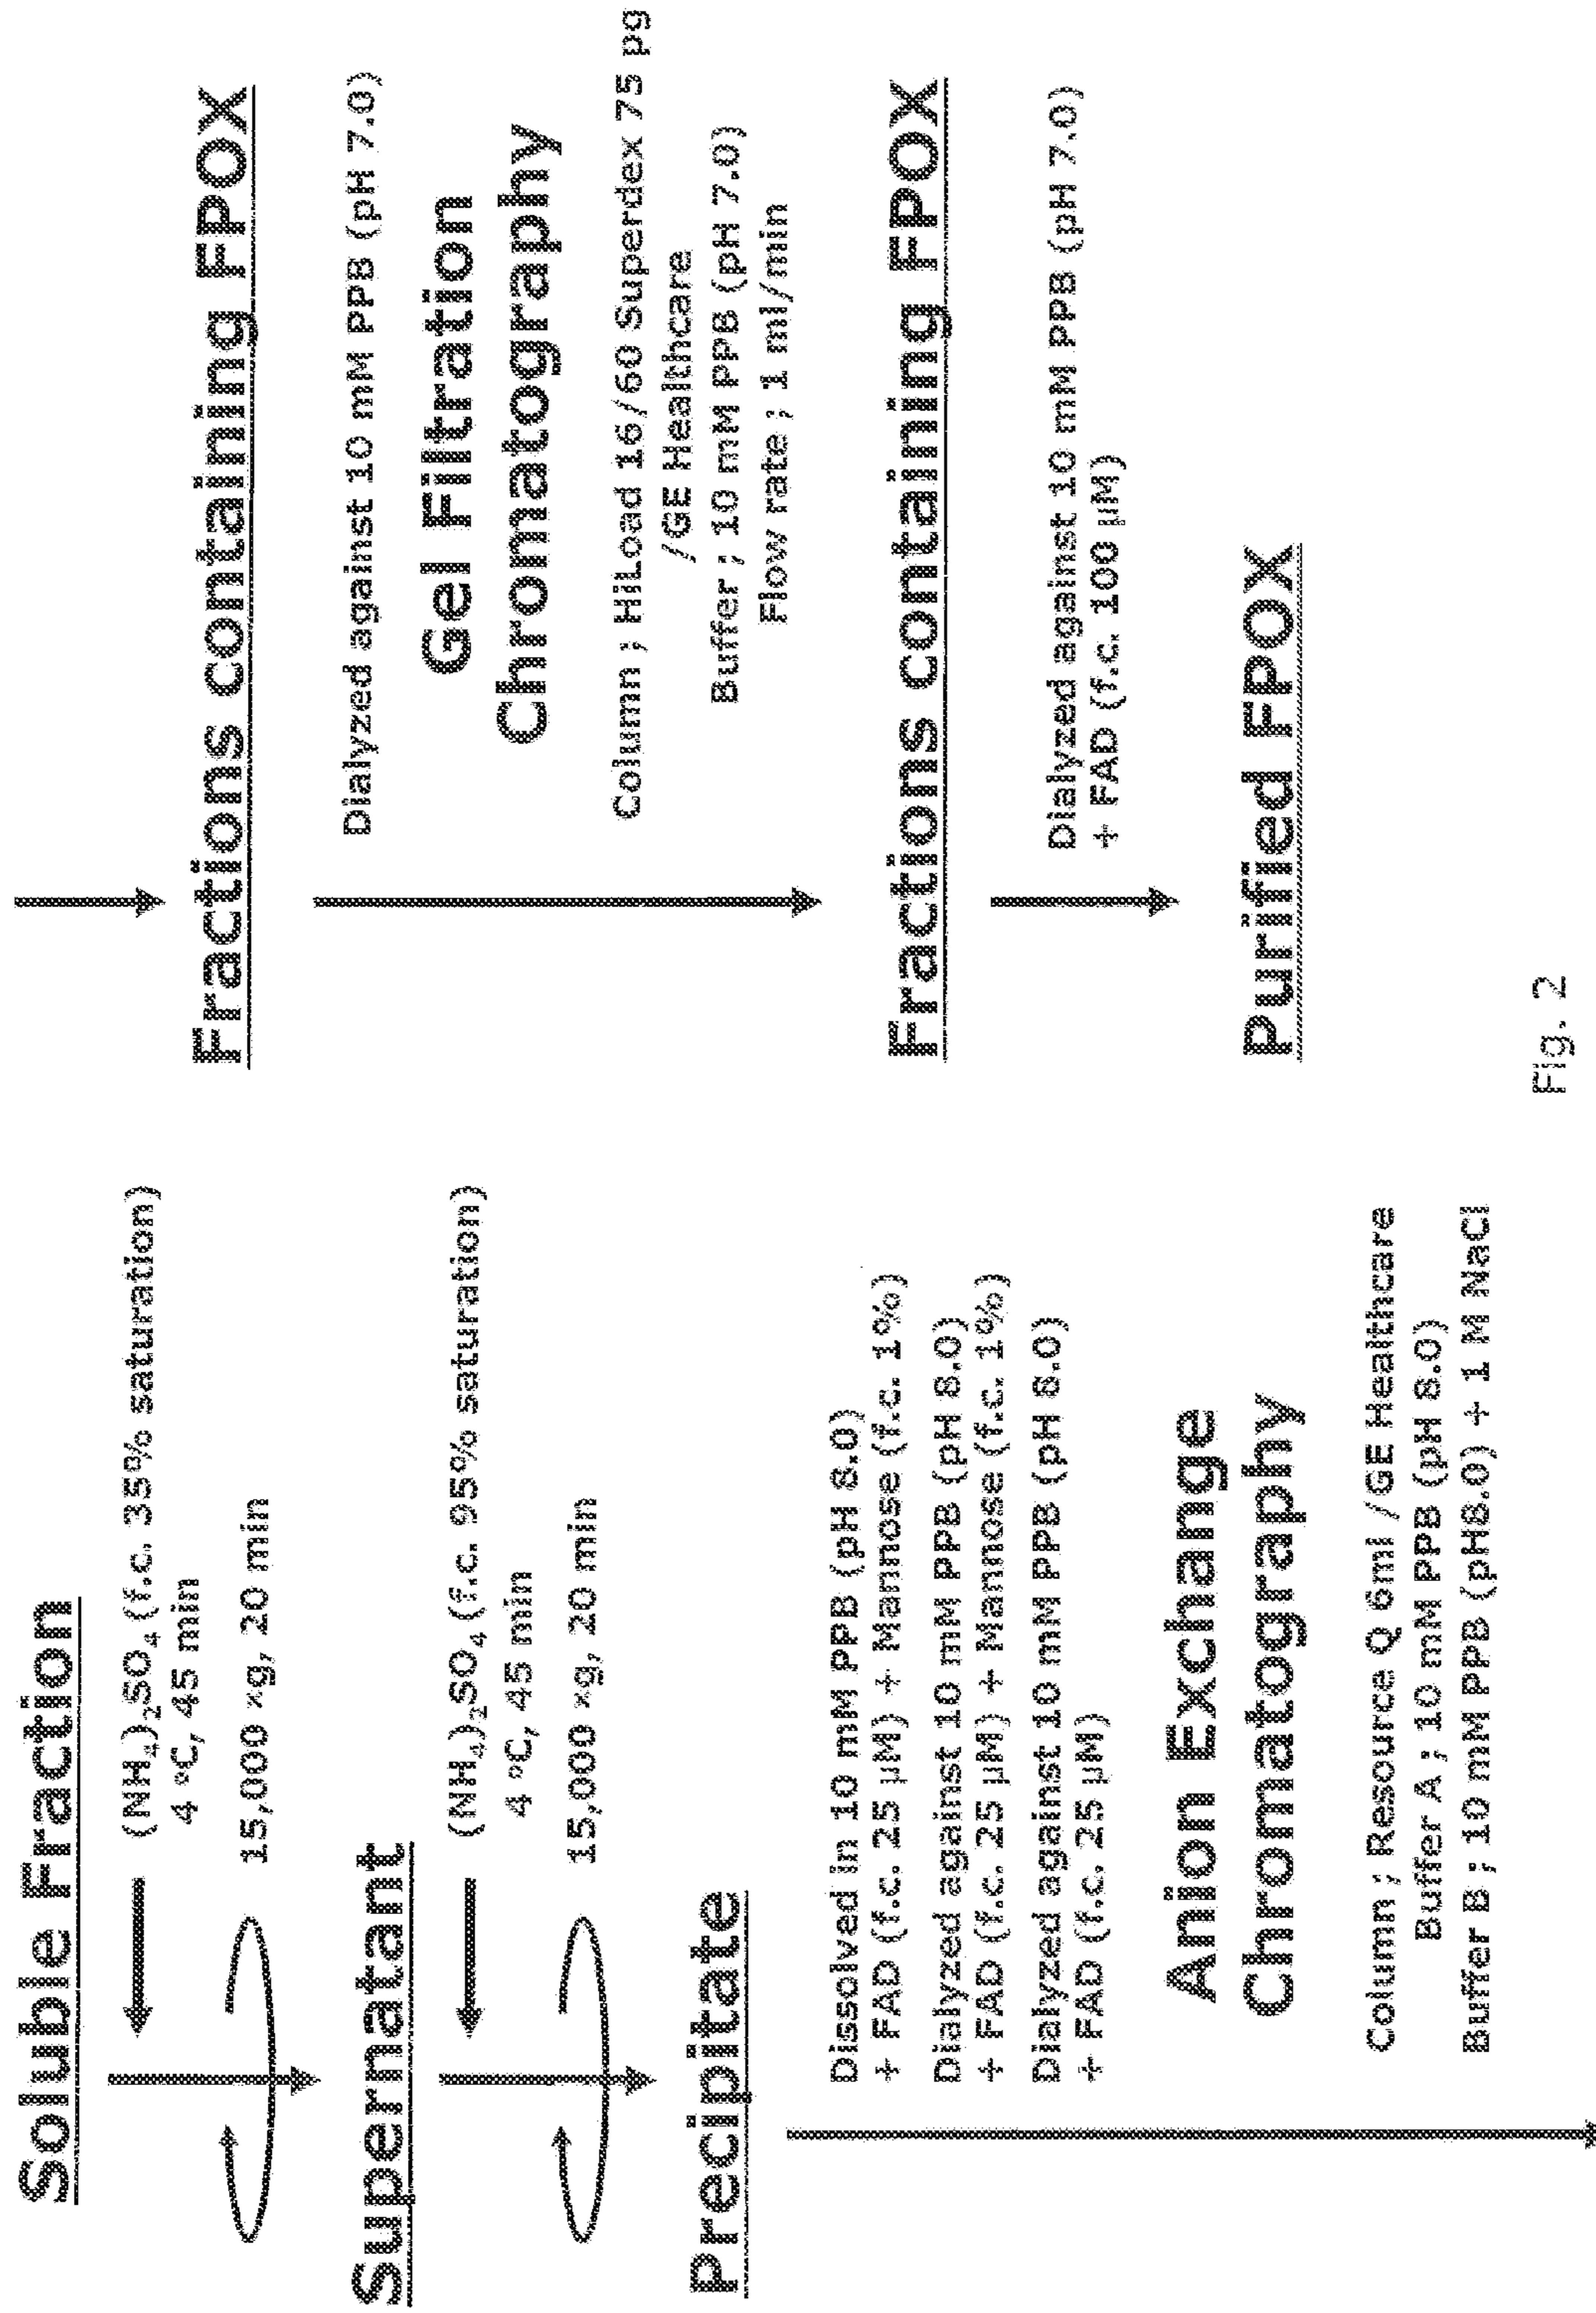 Soluble Fraction
(NH₄)₂SO₄ (f.c. 35% saturation)
4 °C, 45 min
15,000 ×g, 20 min
Supernatant
(NH₄)₂SO₄ (f.c. 95% saturation)
4 °C, 45 min
15,000 ×g, 20 min
Precipitate
Dissolved in 10 mM PPB (pH 8.0)
+ FAD (f.c. 25 µM) + Mannose (f.c. 1%)
Dialyzed against 10 mM PPB (pH 8.0)
+ FAD (f.c. 25 µM) + Mannose (f.c. 1%)
Dialyzed against 10 mM PPB (pH 8.0)
+ FAD (f.c. 25 µM)
Anion Exchange
Chromatography
Column ; Resource Q 6ml /GE Healthcare
Buffer A ; 10 mM PPB (pH 8.0)
Buffer B ; 10 mM PPB (pH8.0) + 1 M NaCl
Fractions containing FPOX
Dialyzed against 10 mM PPB (pH 7.0)
Gel Filtration
Chromatography
Column ; HiLoad 16/60 Superdex 75 pg
/GE Healthcare
Buffer ; 10 mM PPB (pH 7.0)
Flow rate ; 1 ml/min
Fractions containing FPOX
Dialyzed against 10 mM PPB (pH 7.0)
+ FAD (f.c. 100 µM)
Purified FPOX
Fig. 2